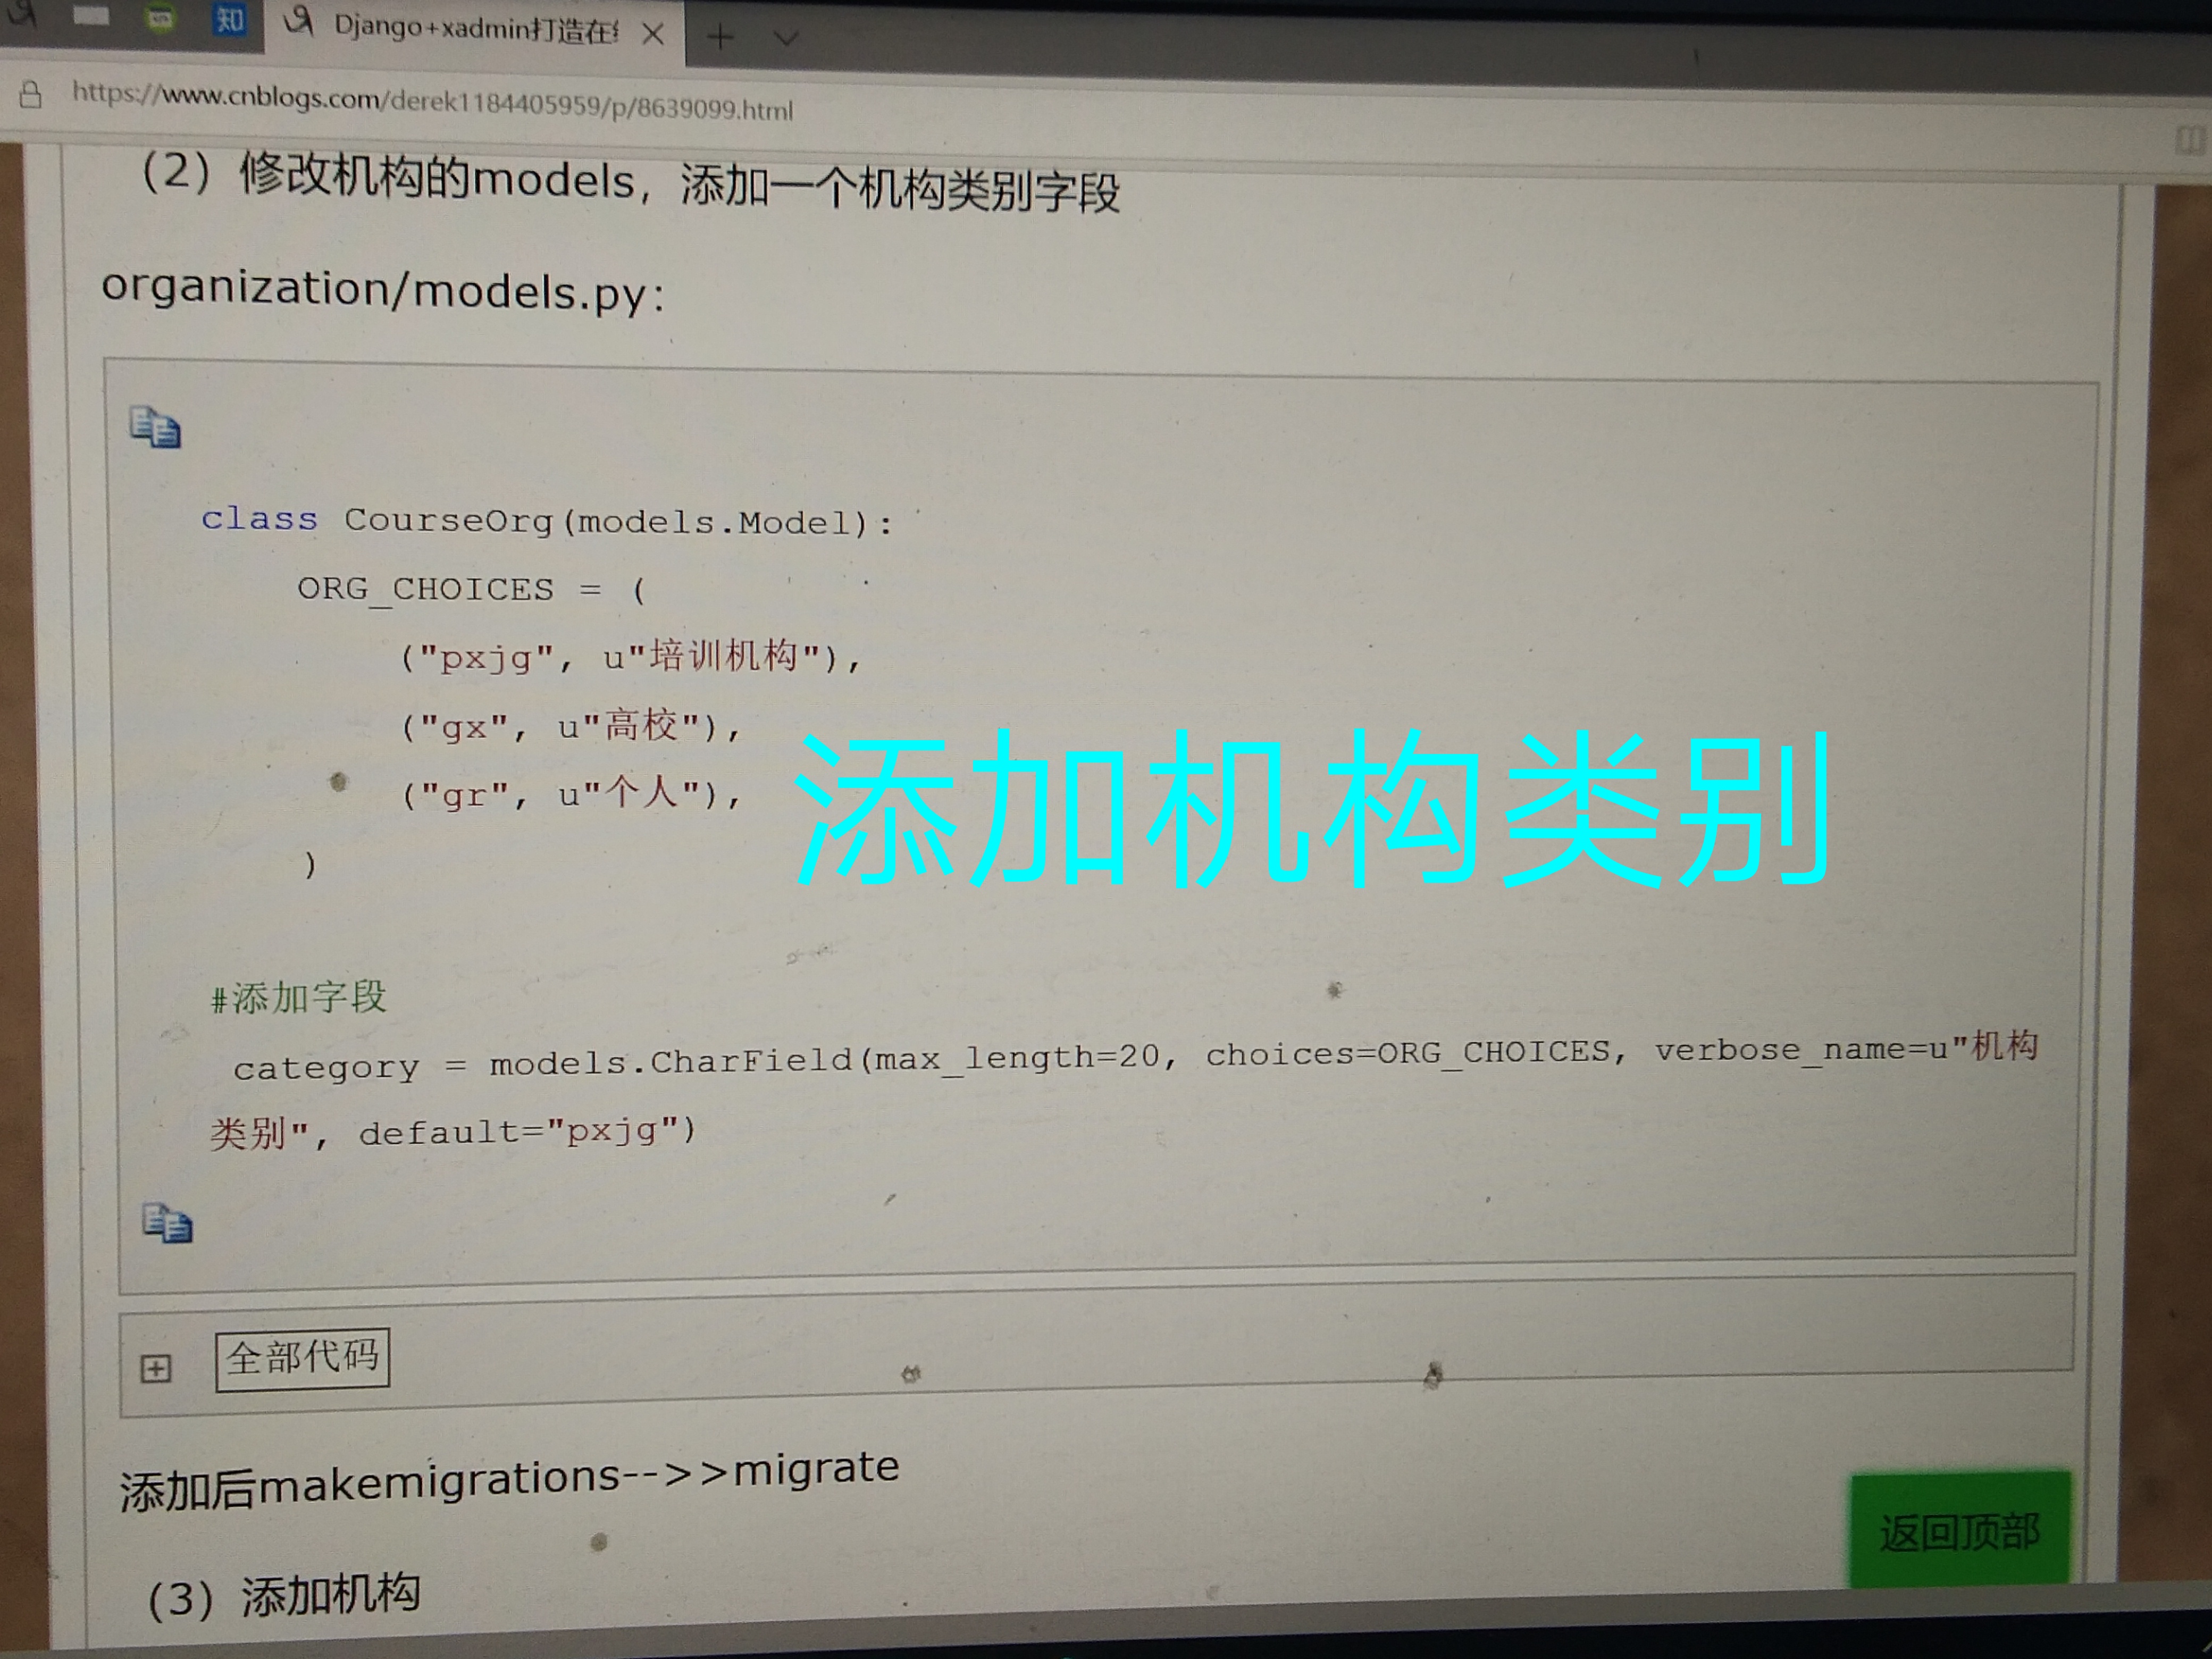 知
Django+xadmin打造在
https://www.cnblogs.com/derek1184405959/p/8639099.html
（2）修改机构的models，添加一个机构类别字段
organization/models.py：
class CourseOrg(models.Model):
ORG_CHOICES = (
("pxjg", u"培训机构"),
("gx", u"高校"),
("gr", u"个人"),
)
添加机构类别
#添加字段
category = models.CharField(max_length=20, choices=ORG_CHOICES, verbose_name=u"机构
类别", default="pxjg")
全部代码
添加后makemigrations-->>migrate
返回顶部
（3）添加机构